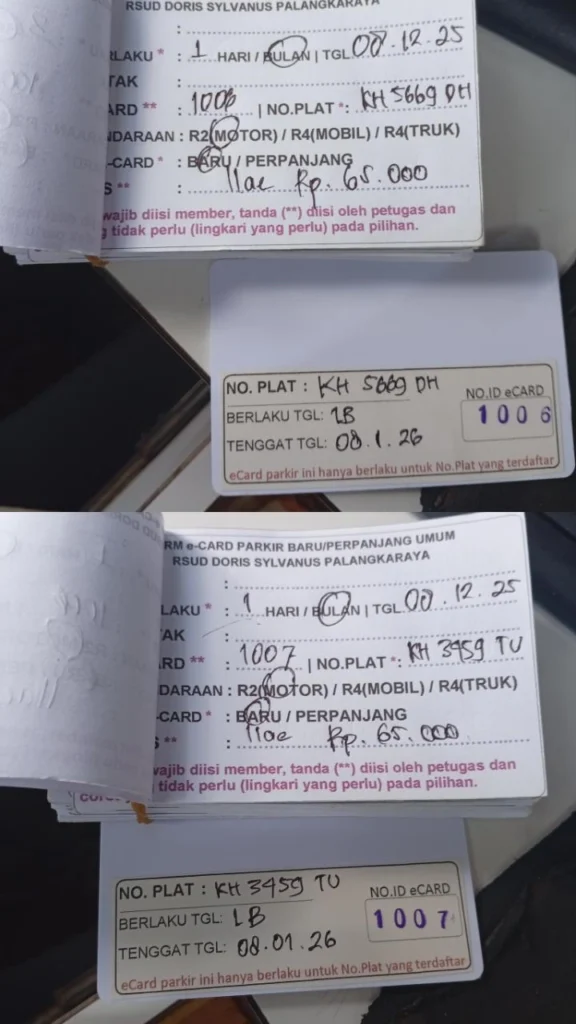 RSUD DORIS SYLVANUS PALANGKARAYA
:
RLAKU * : 1 HARI / BULAN | TGL 08.12.25
TAK :
ARD ** : 1006 | NO.PLAT *: KH 5669 DH
NDARAAN : R2(MOTOR) / R4(MOBIL) / R4(TRUK)
-CARD * : BARU / PERPANJANG
S ** : Rp. 65.000
wajib diisi member, tanda (**) diisi oleh petugas dan
g tidak perlu (lingkari yang perlu) pada pilihan.
NO. PLAT : KH 5669 DH
NO.ID eCARD
BERLAKU TGL: 1B
1006
TENGGAT TGL: 08.1.26
eCard parkir ini hanya berlaku untuk No.Plat yang terdaftar
RM e-CARD PARKIR BARU/PERPANJANG UMUM
RSUD DORIS SYLVANUS PALANGKARAYA
:
LAKU * : 1 HARI / BULAN | TGL 08.12.25
TAK :
ARD ** : 1007 | NO.PLAT *: KH 3459 TU
DARAAN : R2(MOTOR) / R4(MOBIL) / R4(TRUK)
-CARD * : BARU / PERPANJANG
S ** : Rp. 65.000
wajib diisi member, tanda (**) diisi oleh petugas dan
tidak perlu (lingkari yang perlu) pada pilihan.
NO. PLAT : KH 3459 TU
NO.ID eCARD
BERLAKU TGL: 1B
1007
TENGGAT TGL: 08.01.26
eCard parkir ini hanya berlaku untuk No.Plat yang terdaftar